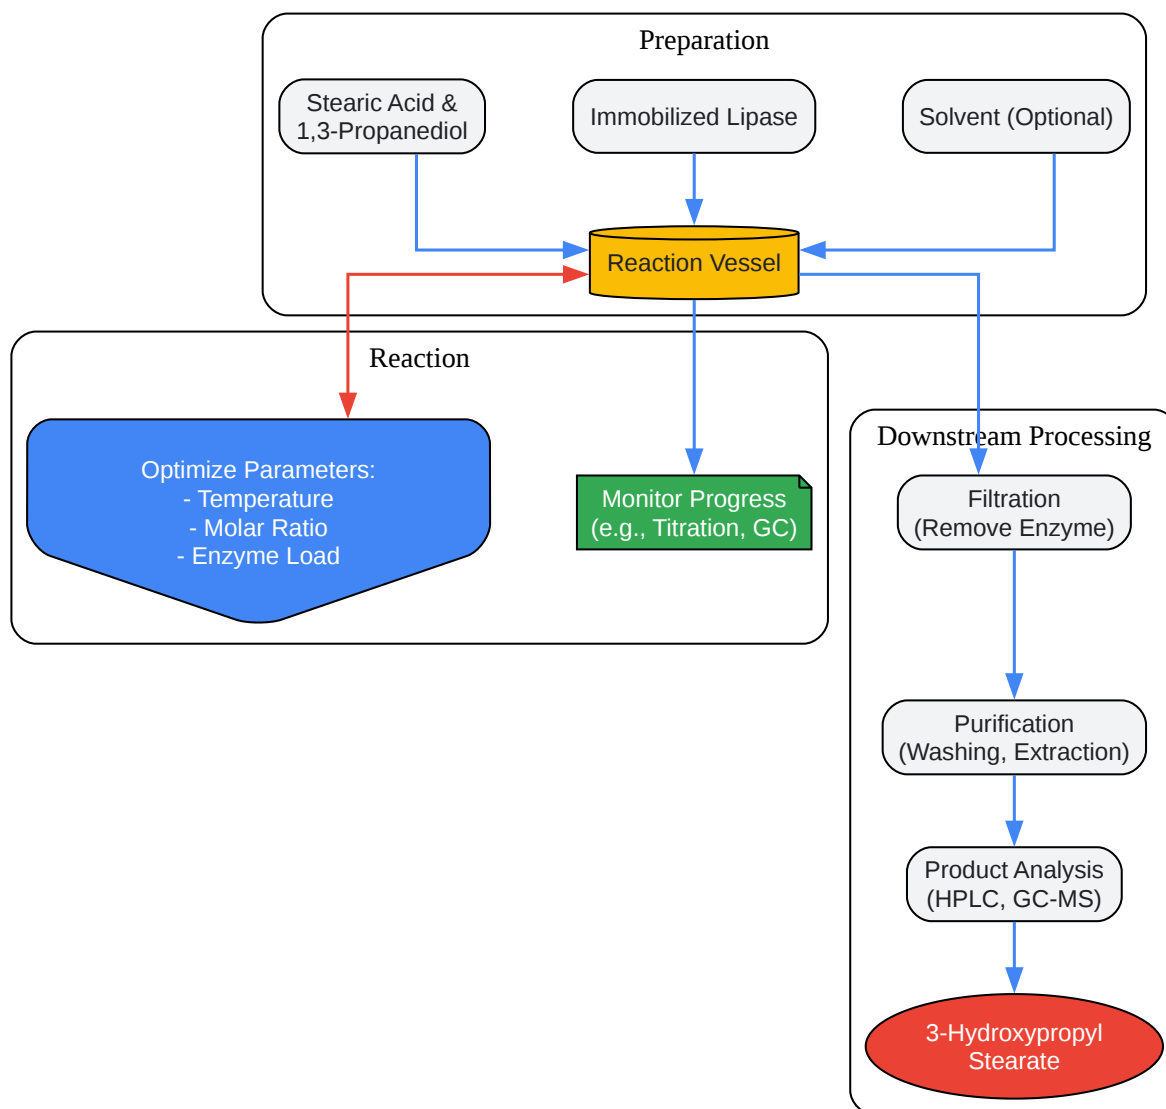 Preparation
Stearic Acid &
1,3-Propanediol
Immobilized Lipase
Solvent (Optional)
Reaction Vessel
Reaction
Optimize Parameters:
- Temperature
- Molar Ratio
- Enzyme Load
Monitor Progress
(e.g., Titration, GC)
Downstream Processing
Filtration
(Remove Enzyme)
Purification
(Washing, Extraction)
Product Analysis
(HPLC, GC-MS)
3-Hydroxypropyl
Stearate